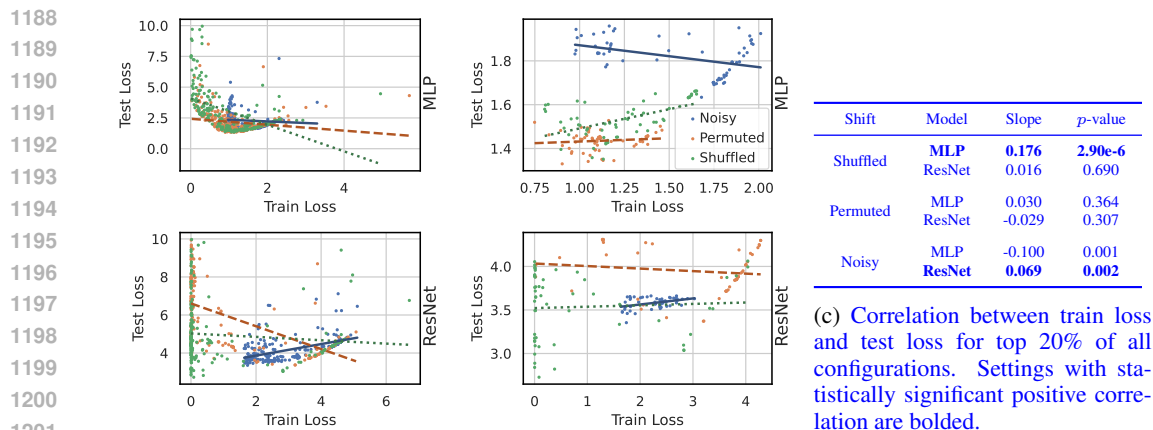 1188
1189
1190
1191
1192
1193
1194
1195
1196
1197
1198
1199
1200
10.0
7.5
5.0
2.5
0.0
Test Loss
0 2 4
Train Loss
MLP
1.8
1.6
1.4
Test Loss
Noisy
Permuted
Shuffled
0.75 1.00 1.25 1.50 1.75 2.00
Train Loss
MLP
10
8
6
4
Test Loss
0 2 4 6
Train Loss
ResNet
4.0
3.5
3.0
Test Loss
0 1 2 3 4
Train Loss
ResNet
Shift Model Slope p-value
Shuffled MLP 0.176 2.90e-6
ResNet 0.016 0.690
Permuted MLP 0.030 0.364
ResNet -0.029 0.307
Noisy MLP -0.100 0.001
ResNet 0.069 0.002
(c) Correlation between train loss
and test loss for top 20% of all
configurations. Settings with sta-
tistically significant positive corre-
lation are bolded.